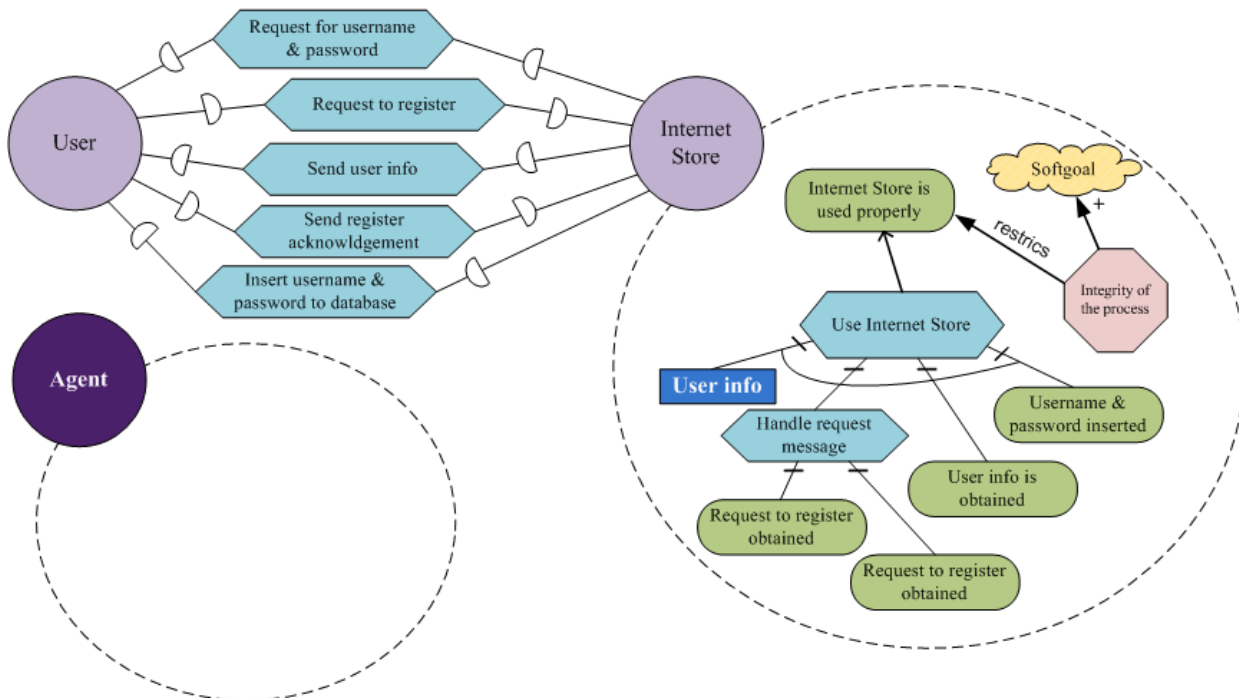 Request for username
& password
Request to register
User
Internet
Store
Send user info
Send register
acknowldgement
Insert username &
password to database
Softgoal
+
Internet Store is
used properly
restrics
Integrity of
the process
Use Internet Store
Agent
User info
Username &
password inserted
Handle request
message
User info is
obtained
Request to register
obtained
Request to register
obtained